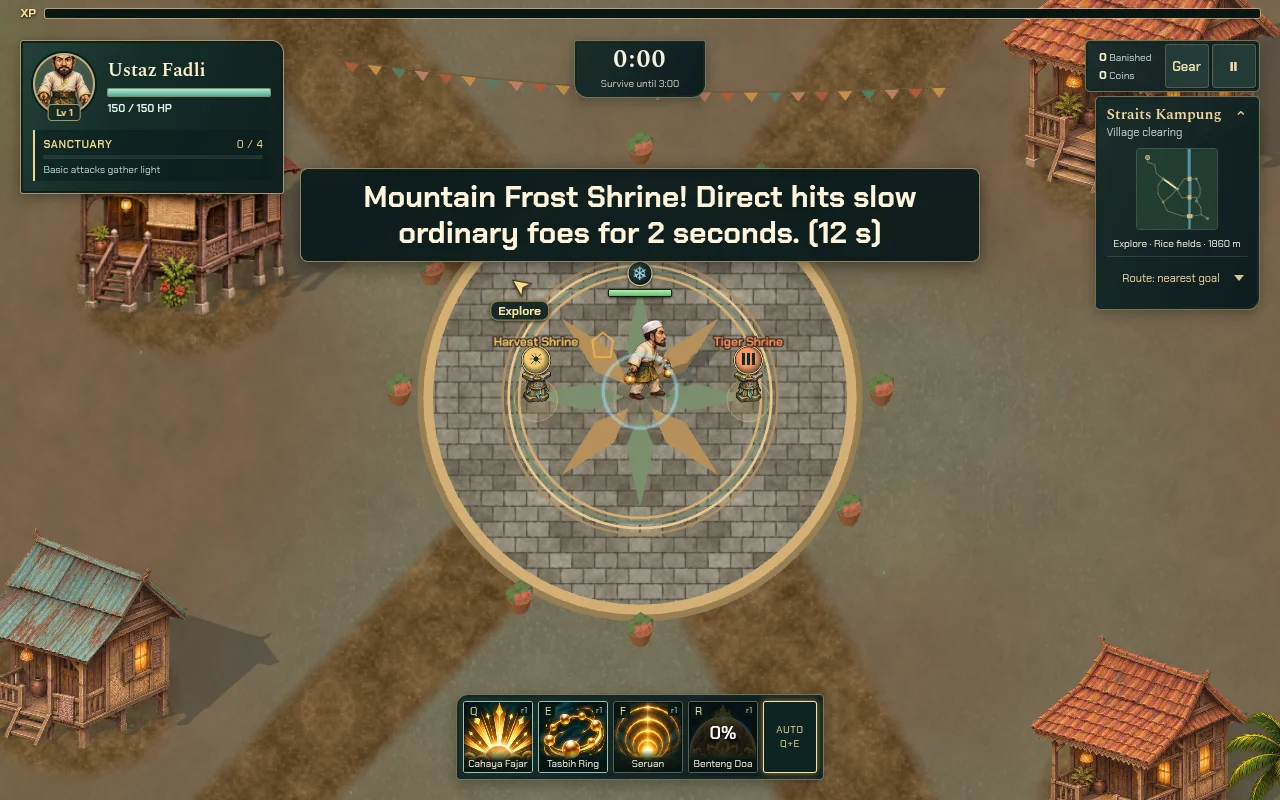 XP
Ustaz Fadli
150 / 150 HP
Lv 1
SANCTUARY 0 / 4
Basic attacks gather light
0:00
Survive until 3:00
0 Banished
0 Coins
Gear
Straits Kampung
Village clearing
Explore · Rice fields · 1860 m
Route: nearest goal
Mountain Frost Shrine! Direct hits slow
ordinary foes for 2 seconds. (12 s)
Explore
Harvest Shrine
Tiger Shrine
Q r1
Cahaya Fajar
E r1
Tasbih Ring
F r1
Seruan
R r1
0%
Benteng Doa
AUTO
Q+E